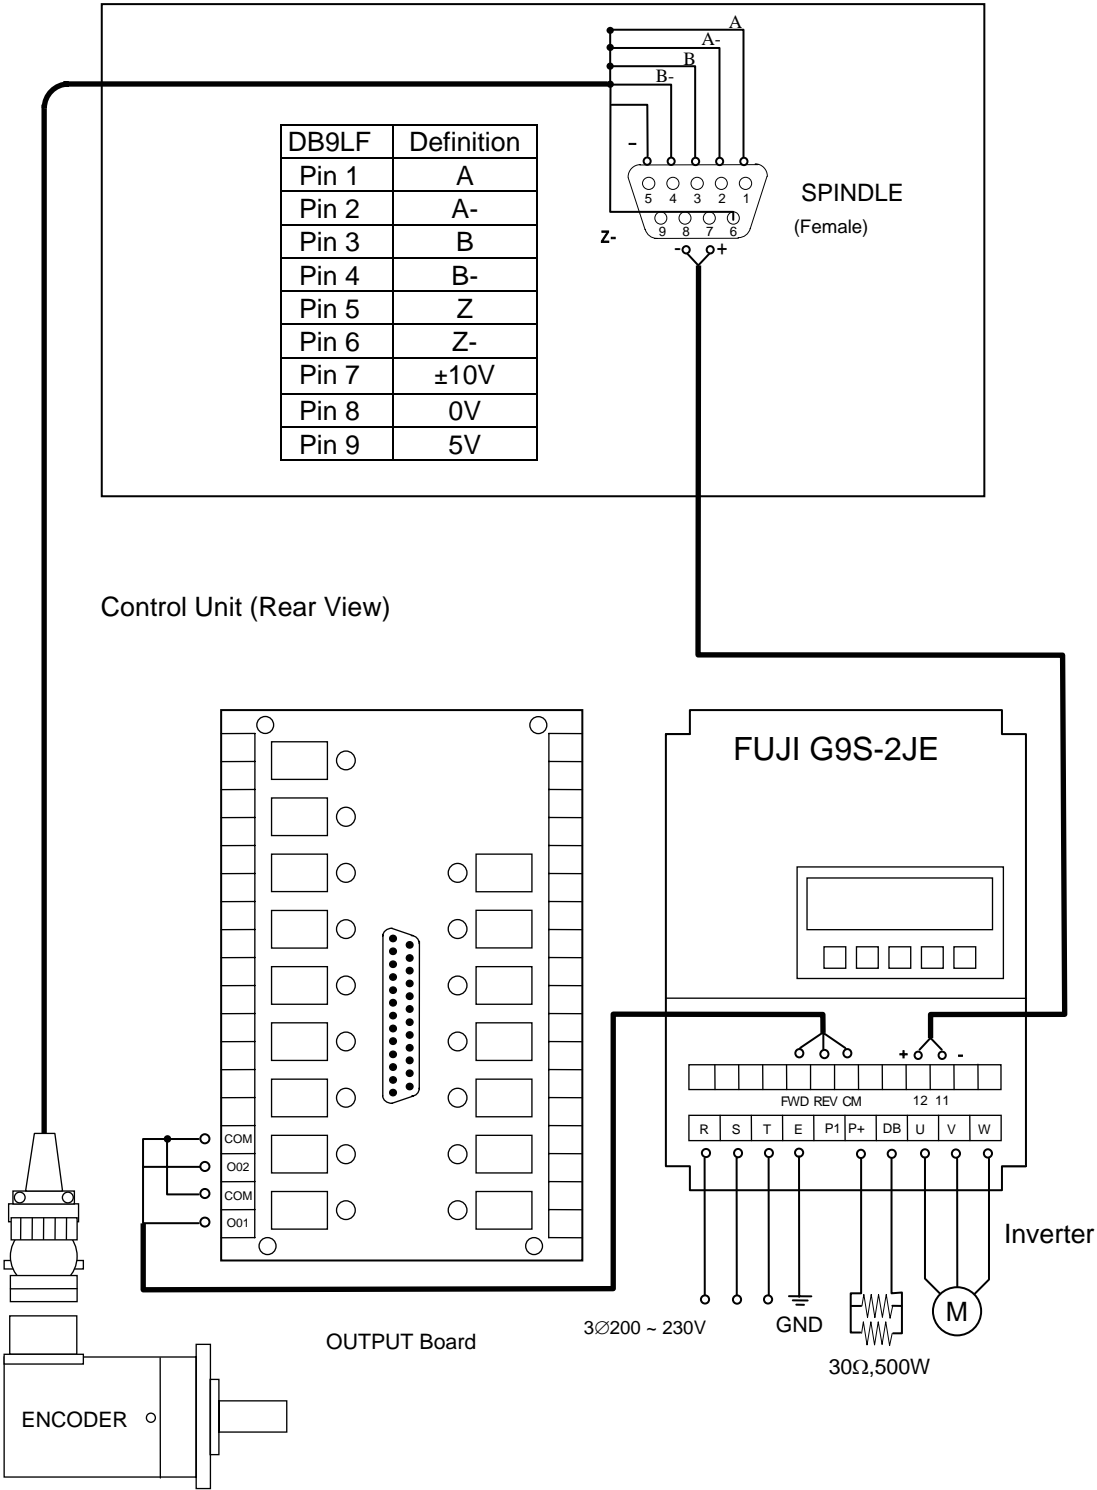 A
A-
B
B-
-
DB9LF Definition
Pin 1 A
Pin 2 A-
Pin 3 B
Pin 4 B-
Pin 5 Z
Pin 6 Z-
Pin 7 ±10V
Pin 8 0V
Pin 9 5V
5 4 3 2 1
9 8 7 6
Z-
- +
SPINDLE
(Female)
Control Unit (Rear View)
FUJI G9S-2JE
+ -
FWD REV CM 12 11
R S T E P1 P+ DB U V W
COM
O02
COM
O01
Inverter
M
GND
3∅200 ~ 230V
30Ω,500W
OUTPUT Board
ENCODER